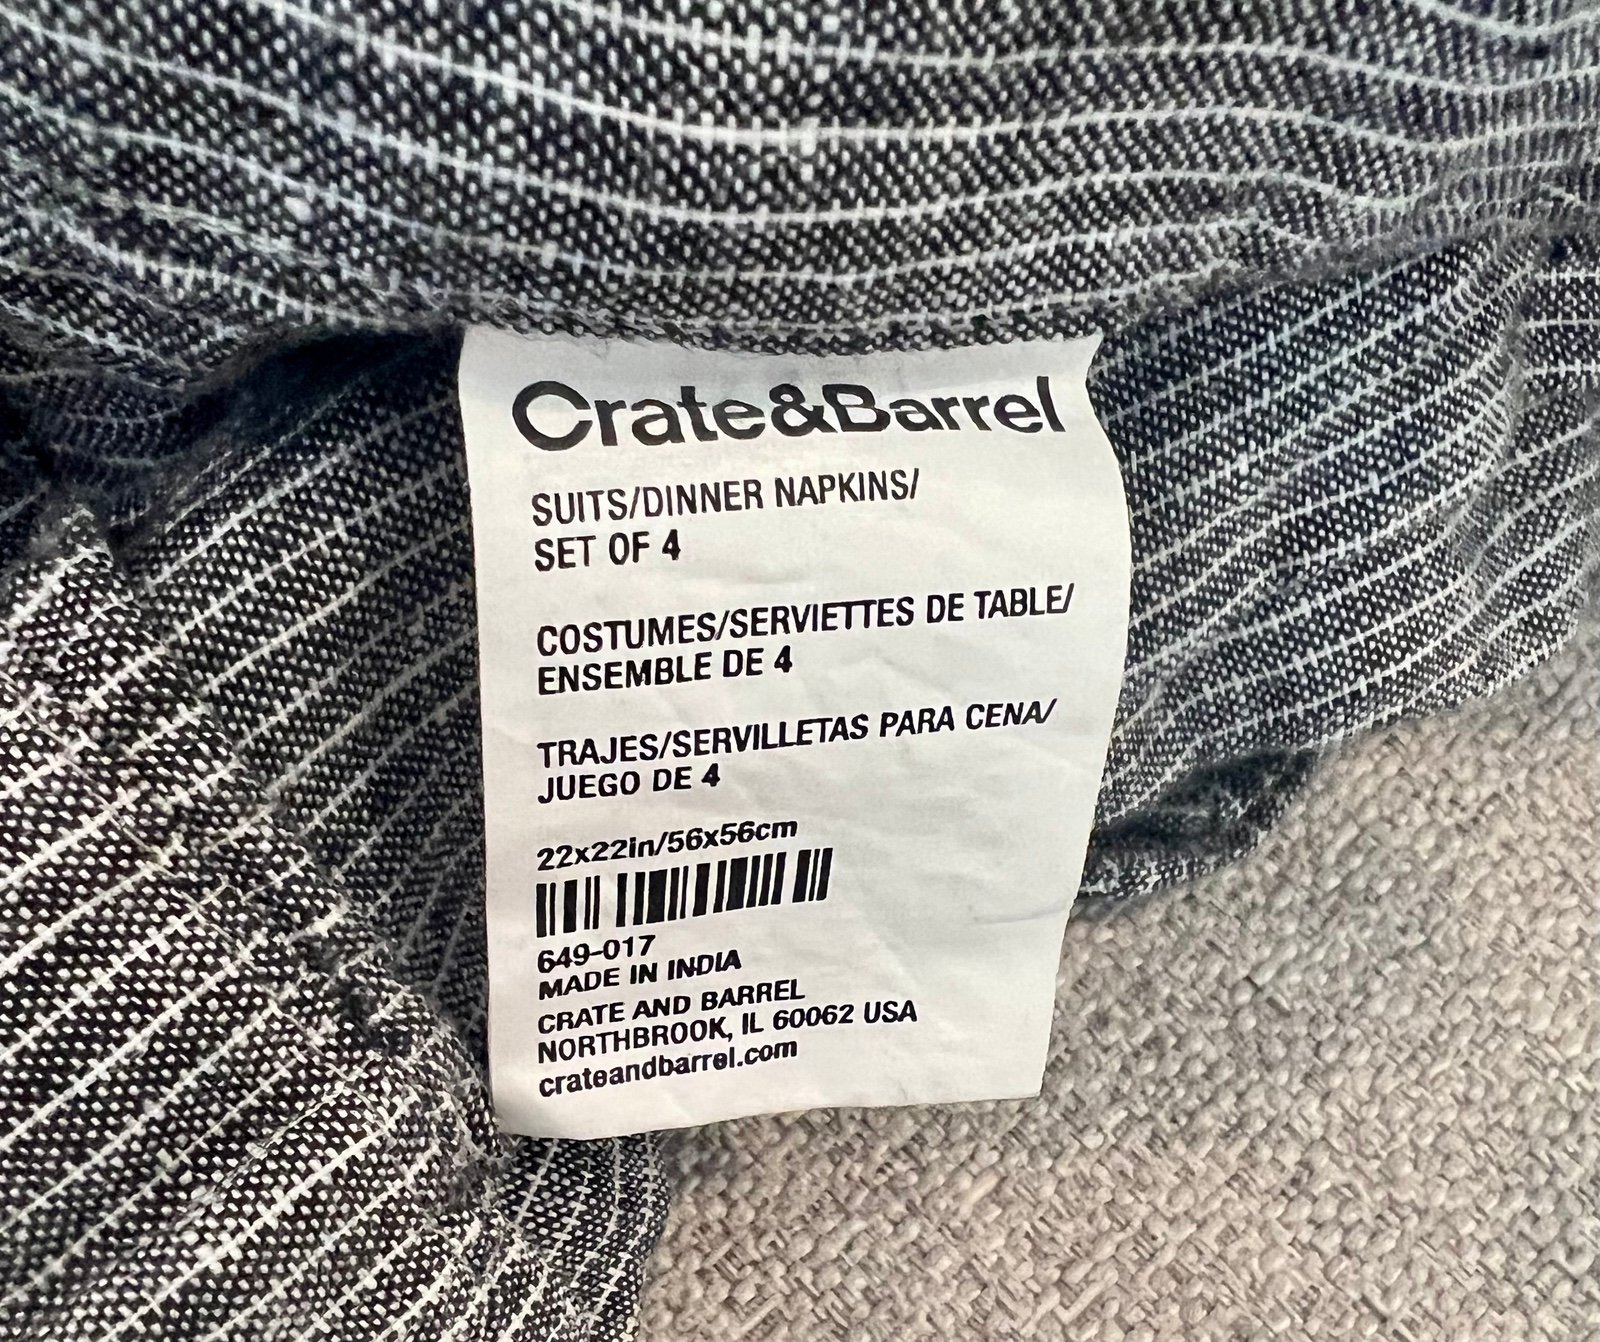 Crate&Barrel
SUITS/DINNER NAPKINS/
SET OF 4
COSTUMES/SERVIETTES DE TABLE/
ENSEMBLE DE 4
TRAJES/SERVILLETAS PARA CENA/
JUEGO DE 4
22x22in/56x56cm
649-017
MADE IN INDIA
CRATE AND BARREL
NORTHBROOK, IL 60062 USA
crateandbarrel.com